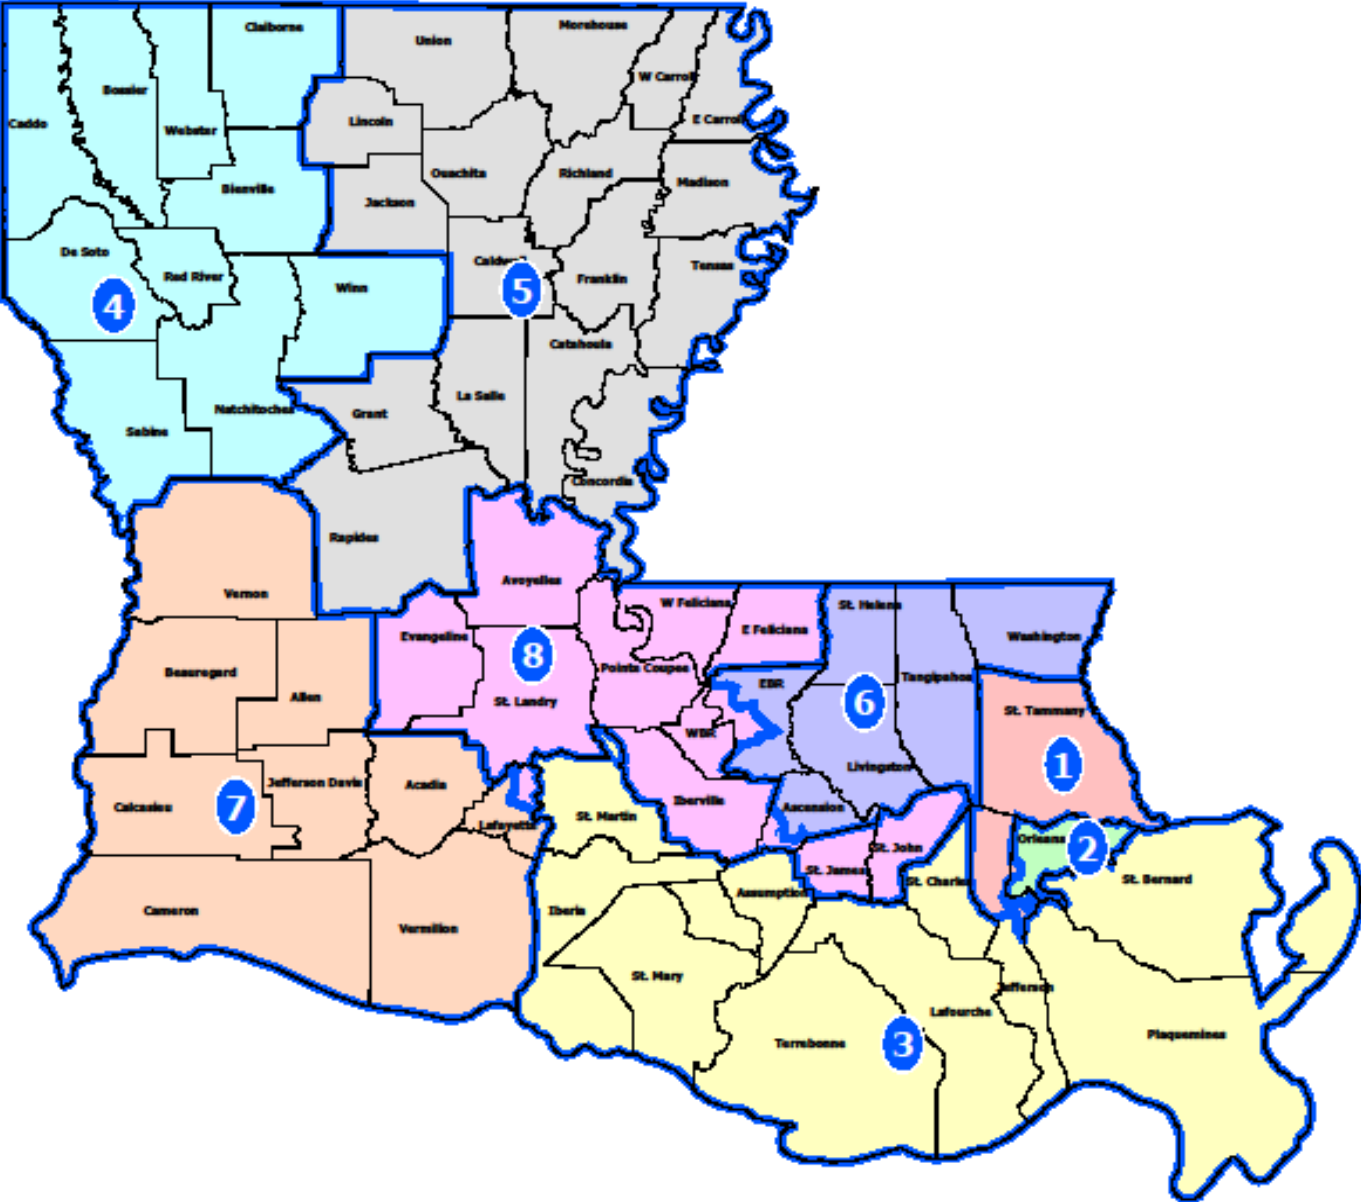 Claiborne
Union
Morehouse
W Carroll
Bossier
Caddo
Webster
Lincoln
E Carroll
Bienville
Ouachita
Richland
Madison
Jackson
De Soto
Red River
Winn
Caldwell
Franklin
Tensas
4
5
Catahoula
La Salle
Natchitoches
Grant
Sabine
Concordia
Rapides
Vernon
Avoyelles
W Feliciana
E Feliciana
St. Helena
Washington
Evangeline
8
Pointe Coupee
Beauregard
Allen
St. Landry
EBR
6
Tangipahoa
St. Tammany
WBR
Livingston
1
Jefferson Davis
Acadia
Calcasieu
7
Iberville
Ascension
Lafayette
St. Martin
St. John
Orleans
2
St. James
St. Charles
St. Bernard
Assumption
Cameron
Vermilion
Iberia
St. Mary
Jefferson
Lafourche
Terrebonne
3
Plaquemines